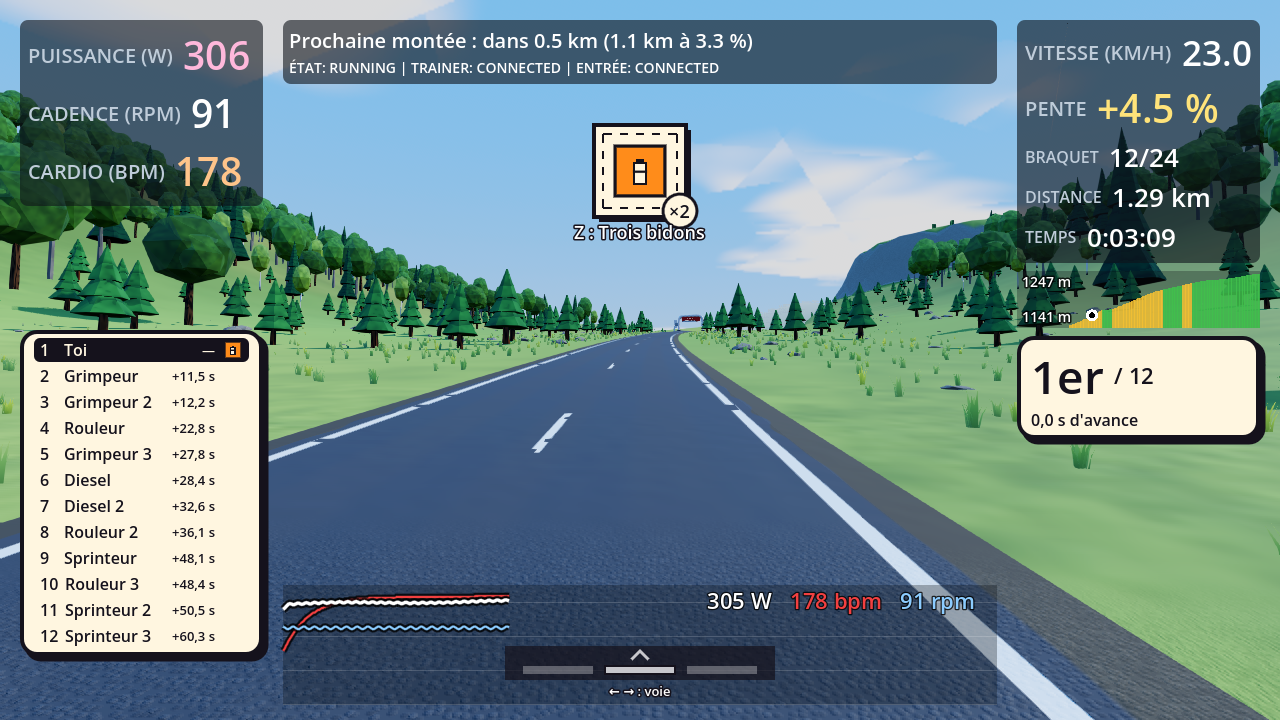 PUISSANCE (W) 306
CADENCE (RPM) 91
CARDIO (BPM) 178
Prochaine montée : dans 0.5 km (1.1 km à 3.3 %)
ÉTAT: RUNNING | TRAINER: CONNECTED | ENTRÉE: CONNECTED
×2
Z : Trois bidons
VITESSE (KM/H) 23.0
PENTE +4.5 %
BRAQUET 12/24
DISTANCE 1.29 km
TEMPS 0:03:09
1247 m
1141 m
1er / 12
0,0 s d'avance
1 Toi —
2 Grimpeur +11,5 s
3 Grimpeur 2 +12,2 s
4 Rouleur +22,8 s
5 Grimpeur 3 +27,8 s
6 Diesel +28,4 s
7 Diesel 2 +32,6 s
8 Rouleur 2 +36,1 s
9 Sprinteur +48,1 s
10 Rouleur 3 +48,4 s
11 Sprinteur 2 +50,5 s
12 Sprinteur 3 +60,3 s
305 W 178 bpm 91 rpm
← → : voie